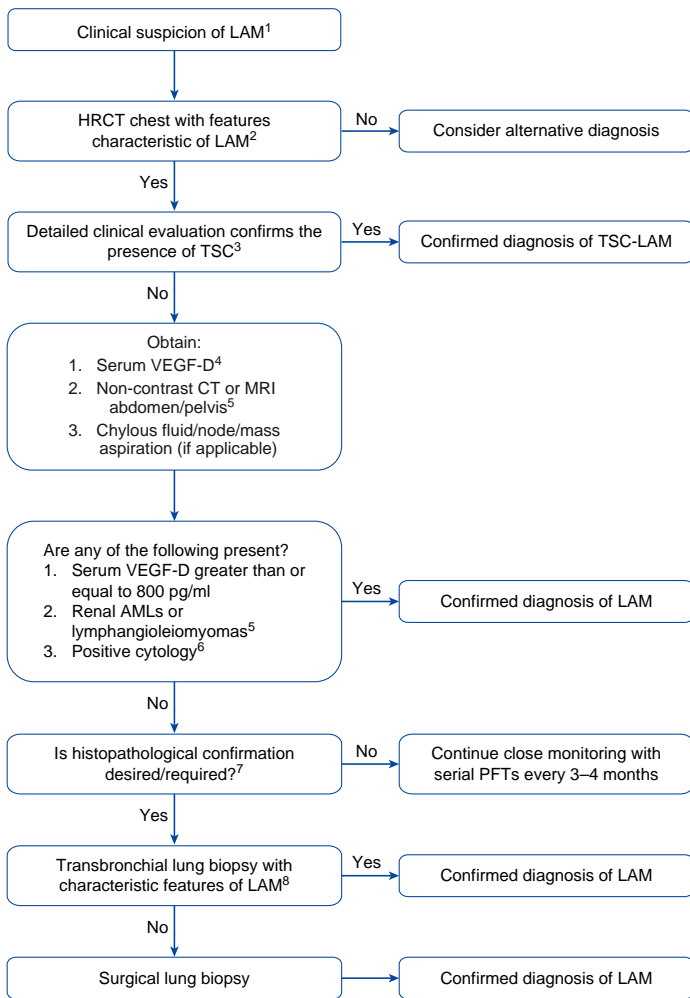 Clinical suspicion of LAM¹
HRCT chest with features
characteristic of LAM²
No
Consider alternative diagnosis
Yes
Detailed clinical evaluation confirms the
presence of TSC³
Yes
Confirmed diagnosis of TSC-LAM
No
Obtain:
1. Serum VEGF-D⁴
2. Non-contrast CT or MRI
abdomen/pelvis⁵
3. Chylous fluid/node/mass
aspiration (if applicable)
Are any of the following present?
1. Serum VEGF-D greater than or
equal to 800 pg/ml
2. Renal AMLs or
lymphangioleiomyomas⁵
3. Positive cytology⁶
Yes
Confirmed diagnosis of LAM
No
Is histopathological confirmation
desired/required?⁷
No
Continue close monitoring with
serial PFTs every 3–4 months
Yes
Transbronchial lung biopsy with
characteristic features of LAM⁸
Yes
Confirmed diagnosis of LAM
No
Surgical lung biopsy
Confirmed diagnosis of LAM